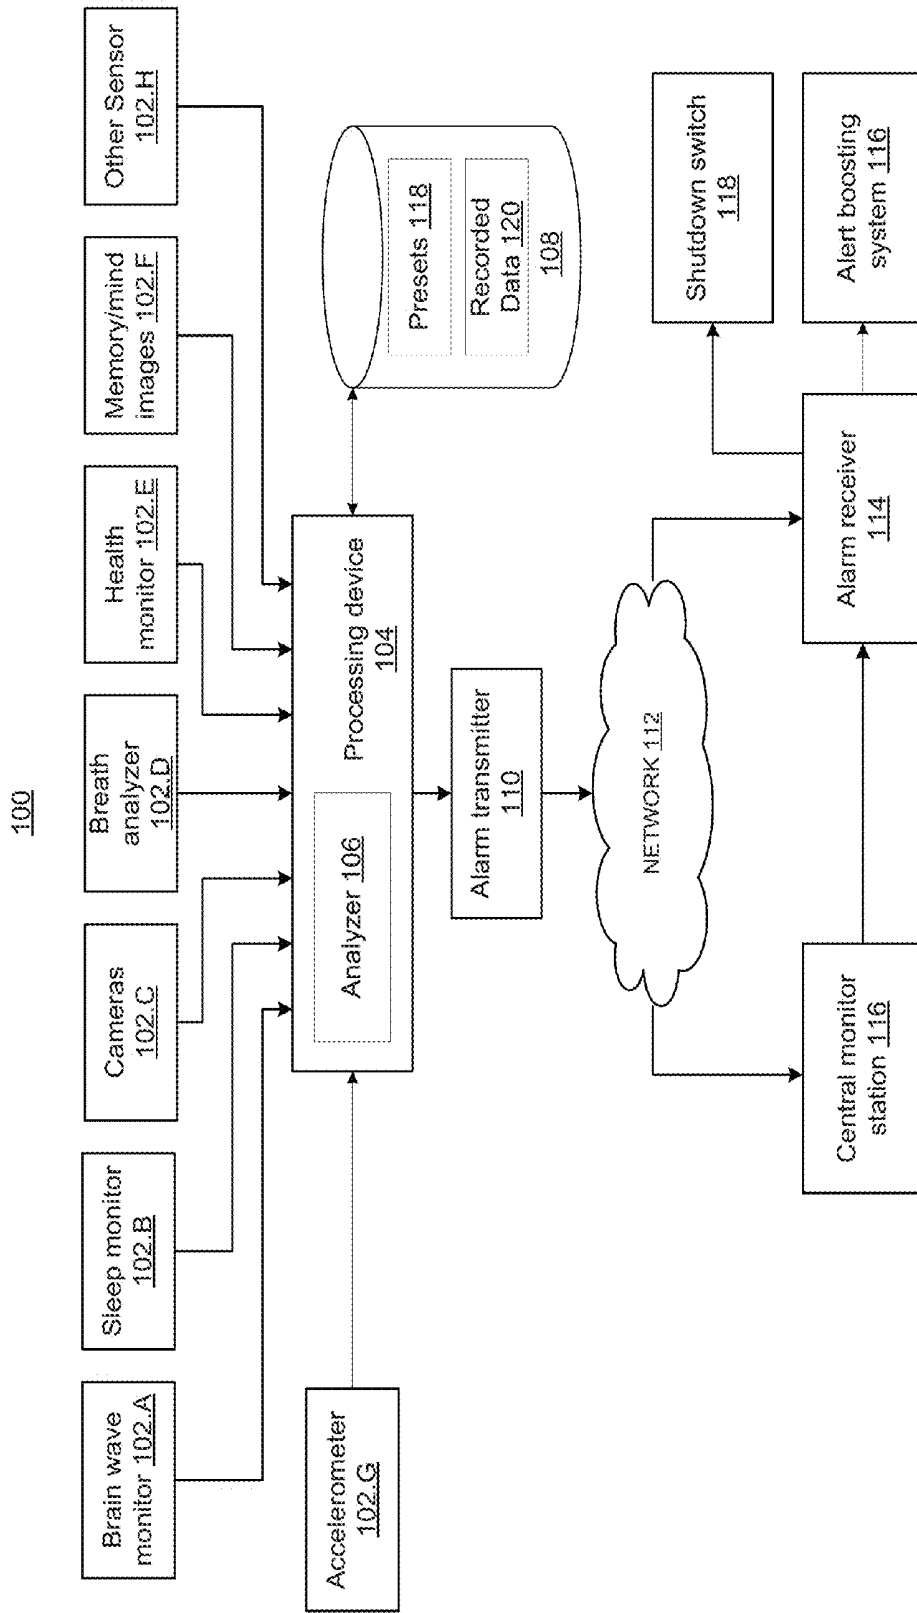 100
Brain wave
monitor 102.A
Sleep monitor
102.B
Cameras
102.C
Breath
analyzer
102.D
Health
monitor 102.E
Memory/mind
images 102.F
Other Sensor
102.H
Accelerometer
102.G
Analyzer 106
Processing device
104
Presets 118
Recorded
Data 120
108
Alarm transmitter
110
NETWORK 112
Central monitor
station 116
Alarm receiver
114
Shutdown switch
118
Alert boosting
system 116